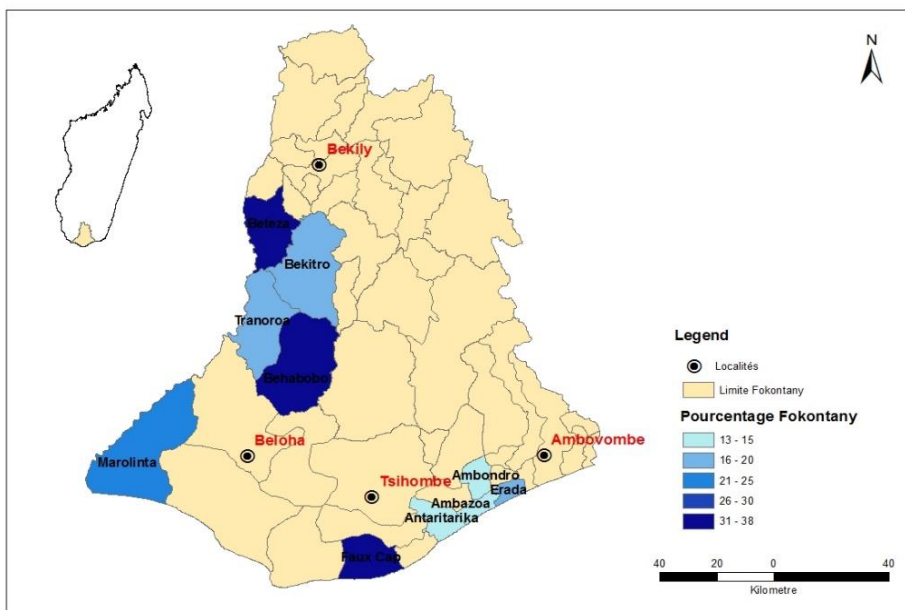 N
Bekily
Beteza
Bekitro
Tranoroa
Behabobo
Marolinta
Beloha
Tsihombe
Ambovombe
Ambondro
Erada
Ambazoa
Antaritarika
Faux Cap
Legend
Localités
Limite Fokontany
Pourcentage Fokontany
13 - 15
16 - 20
21 - 25
26 - 30
31 - 38
40 20 0 40
Kilometre